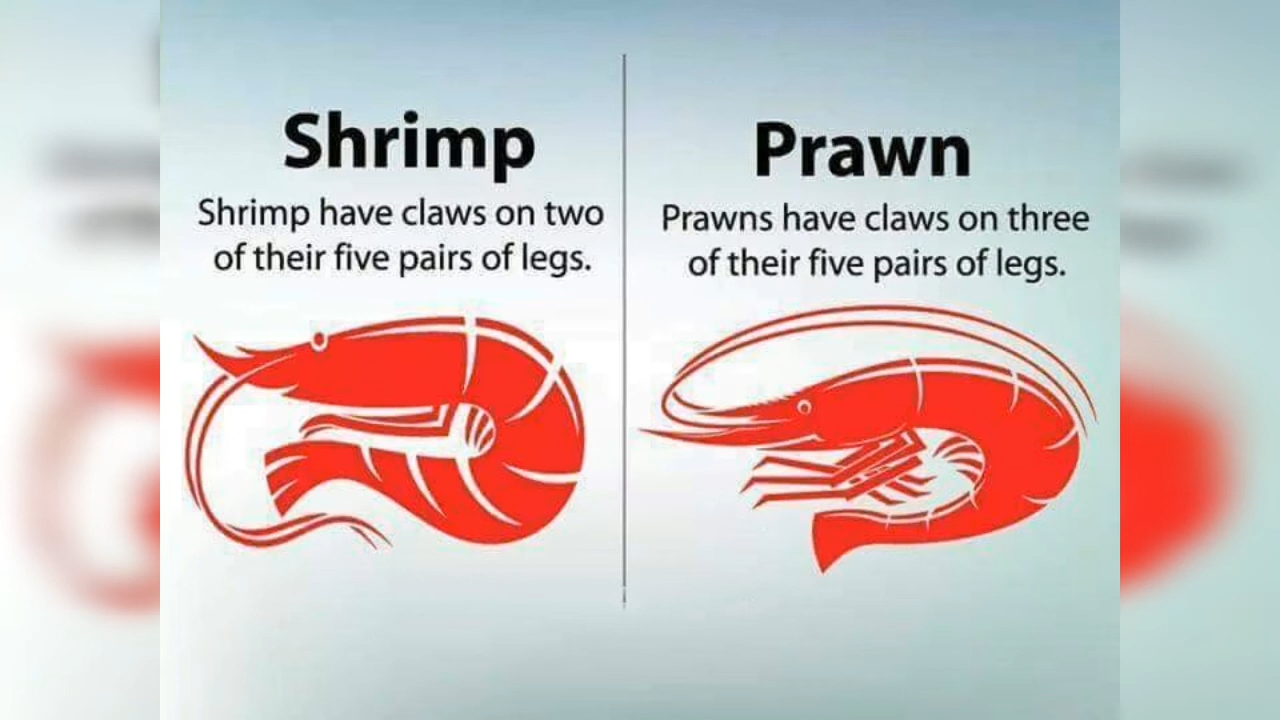 Shrimp
Shrimp have claws on two
of their five pairs of legs.
Prawn
Prawns have claws on three
of their five pairs of legs.